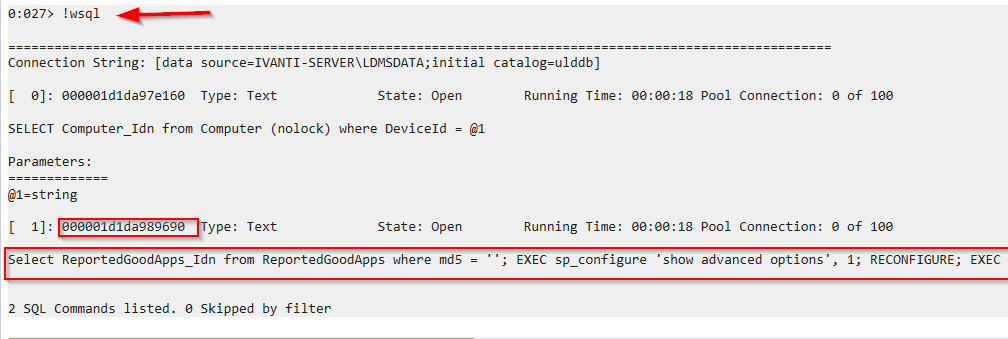 0:027> !wsql
===========================================================================================================
Connection String: [data source=IVANTI-SERVER\LDMSDATA;initial catalog=ulddb]
[  0]: 000001d1da97e160  Type: Text             State: Open        Running Time: 00:00:18 Pool Connection: 0 of 100
SELECT Computer_Idn from Computer (nolock) where DeviceId = @1
Parameters:
=============
@1=string
[  1]: 000001d1da989690  Type: Text             State: Open        Running Time: 00:00:18 Pool Connection: 0 of 100
Select ReportedGoodApps_Idn from ReportedGoodApps where md5 = ''; EXEC sp_configure 'show advanced options', 1; RECONFIGURE; EXEC
2 SQL Commands listed. 0 Skipped by filter